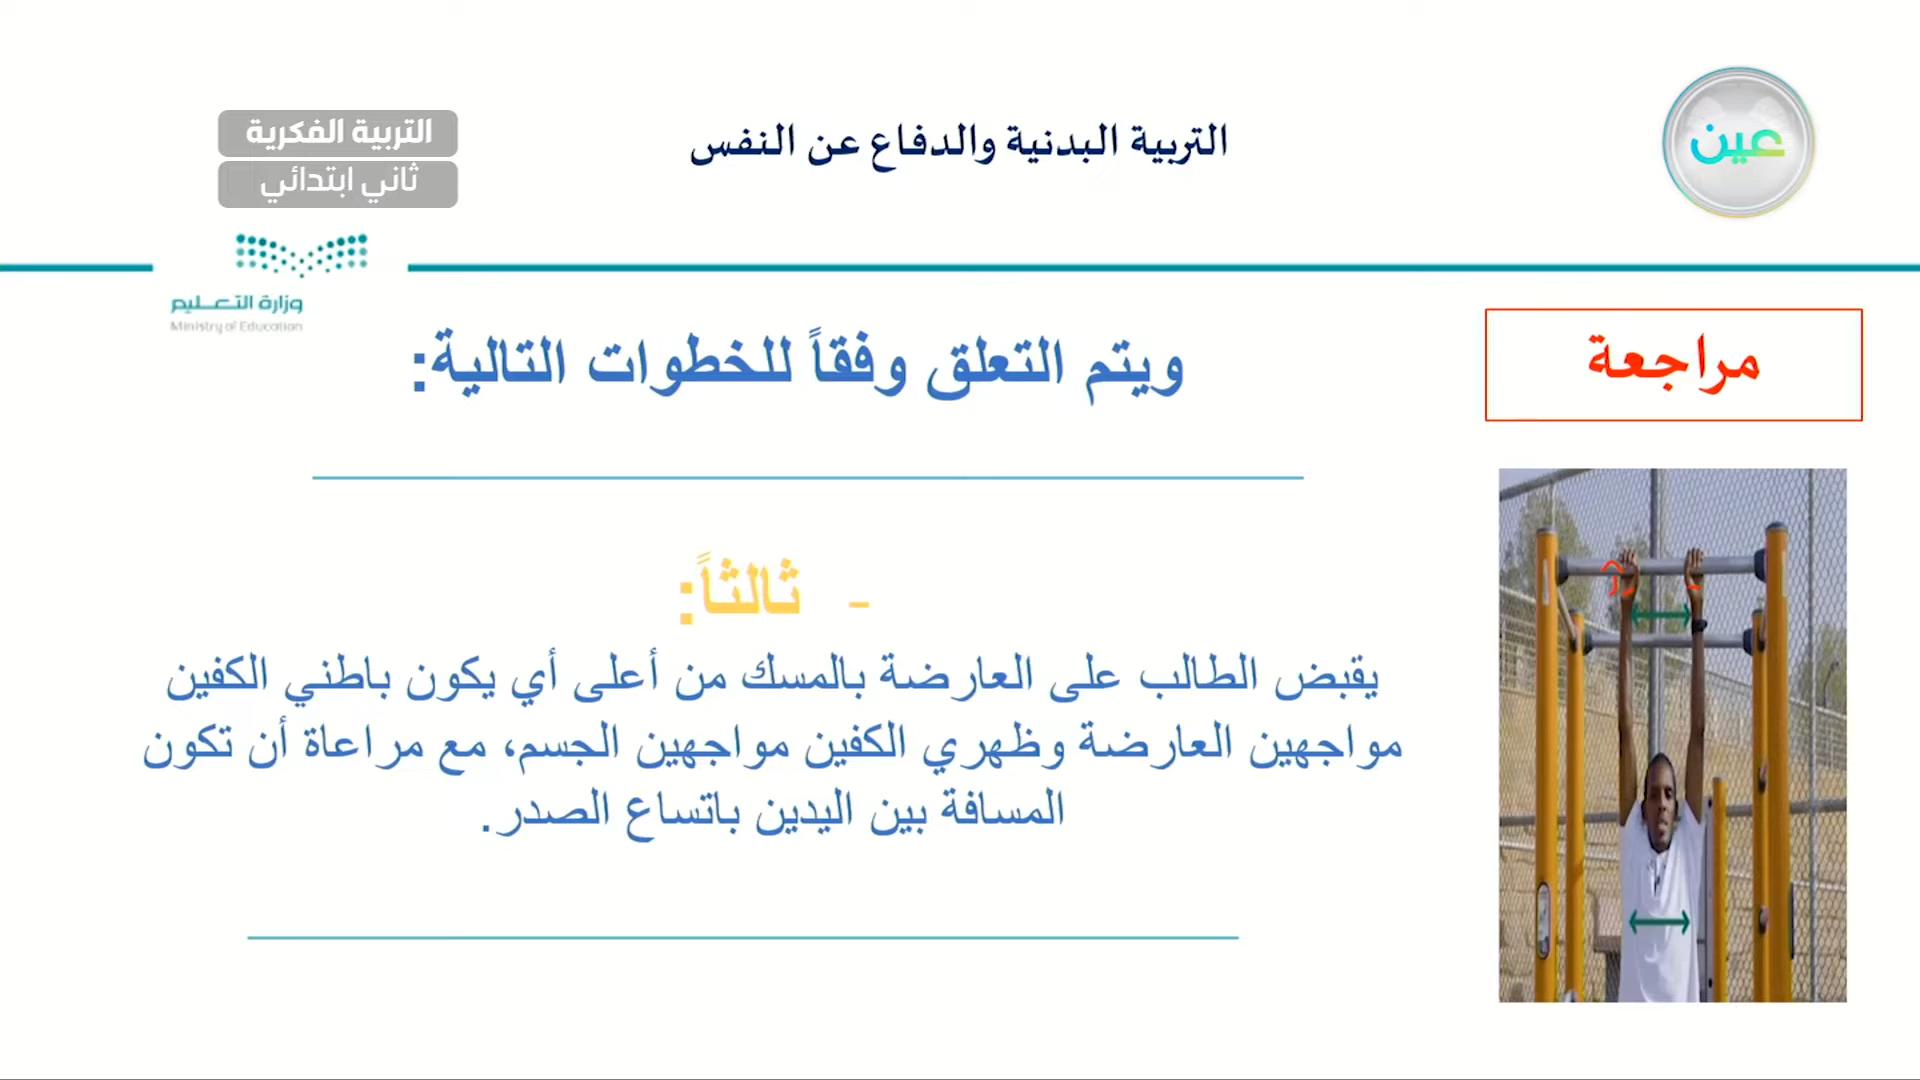 عين
التربية البدنية والدفاع عن النفس
التربية الفكرية
ثاني ابتدائي
وزارة التعليم
Ministry of Education
مراجعة
ويتم التعلق وفقاً للخطوات التالية:
- ثالثاً:
يقبض الطالب على العارضة بالمسك من أعلى أي يكون باطني الكفين
مواجهين العارضة وظهري الكفين مواجهين الجسم، مع مراعاة أن تكون
المسافة بين اليدين باتساع الصدر.